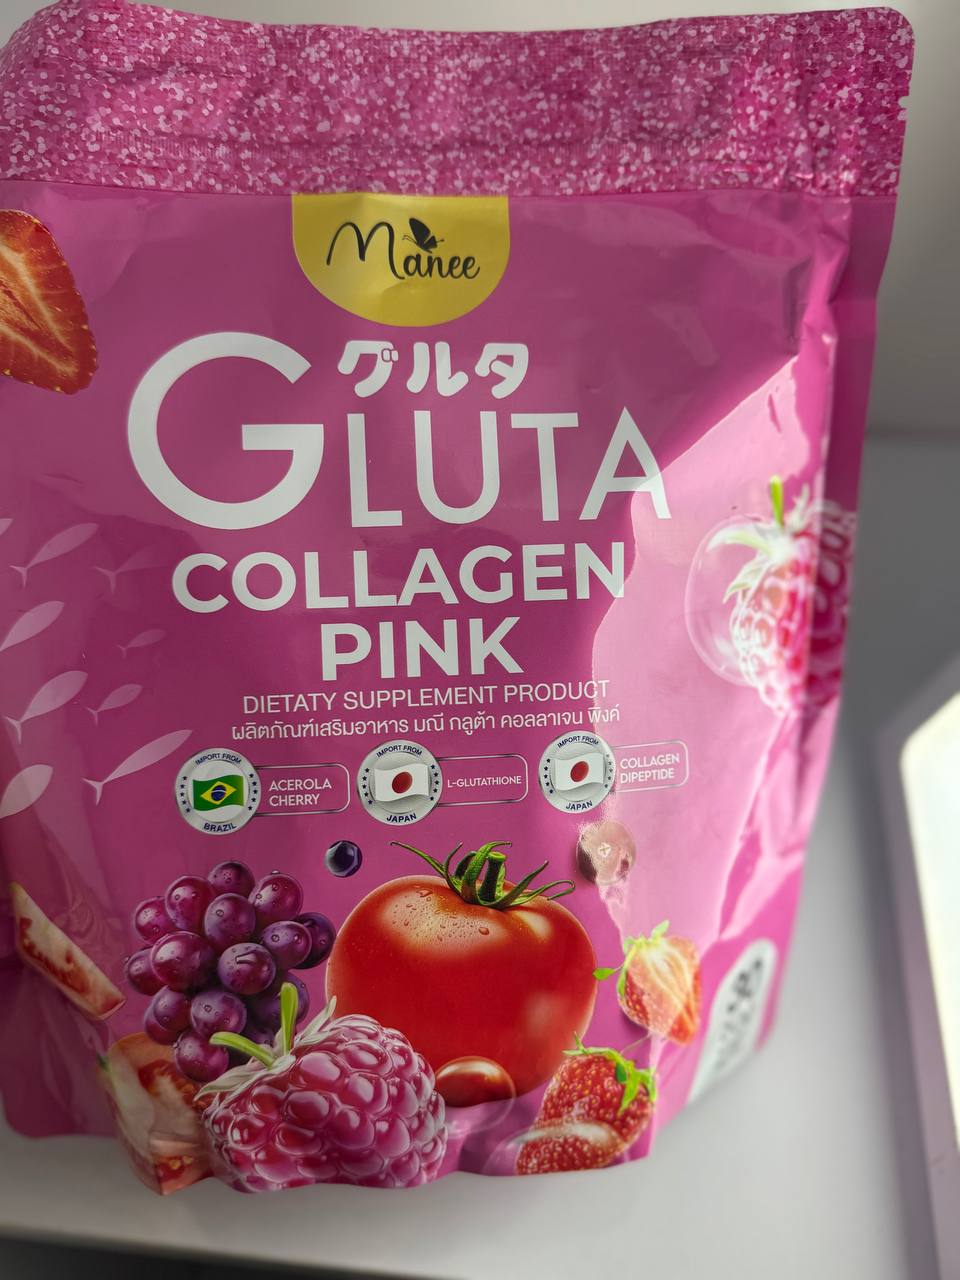 Manee
グルタ
GLUTA
COLLAGEN
PINK
DIETATY SUPPLEMENT PRODUCT
ผลิตภัณฑ์เสริมอาหาร มณี กลูต้า คอลลาเจน พิงค์
IMPORT FROM
BRAZIL
ACEROLA
CHERRY
IMPORT FROM
JAPAN
L-GLUTATHIONE
IMPORT FROM
JAPAN
COLLAGEN
DIPEPTIDE